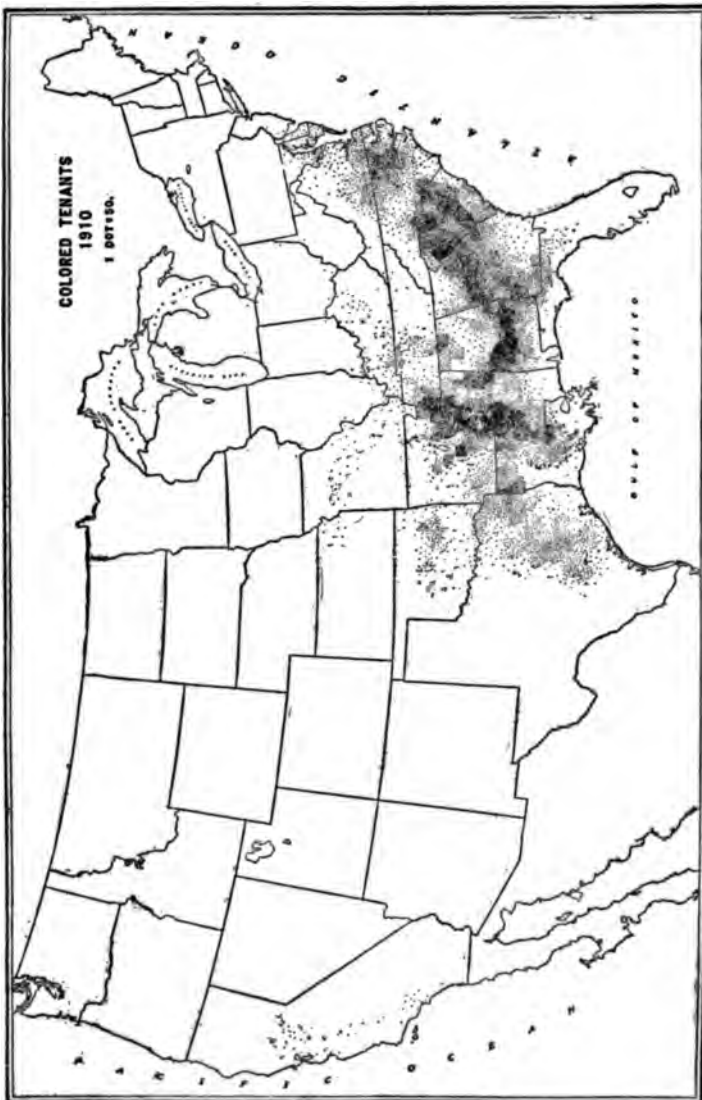 COLORED TENANTS
1910
1 DOT=50.
ATLANTIC OCEAN
GULF OF MEXICO
PACIFIC OCEAN